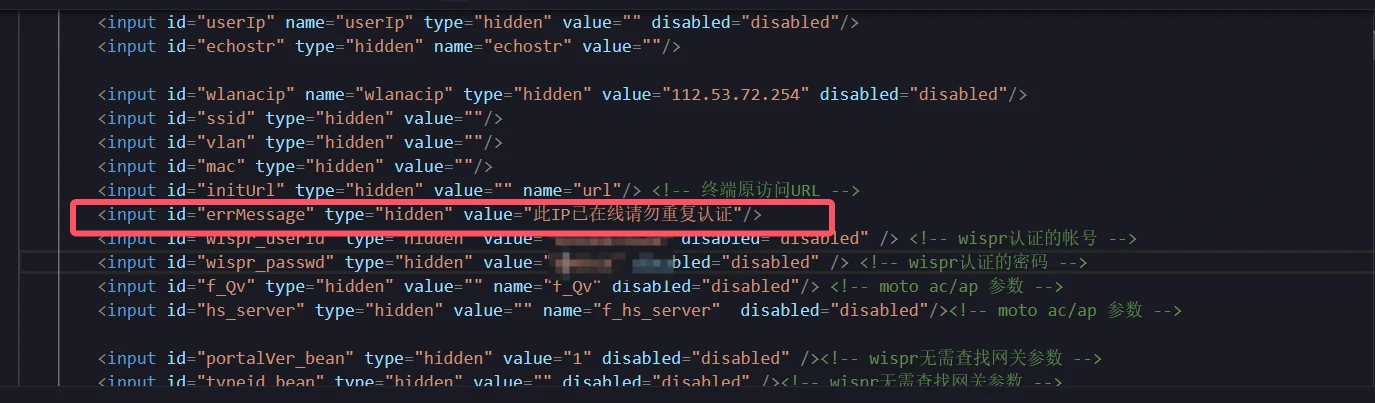 <input id="userIp" name="userIp" type="hidden" value="" disabled="disabled"/>
<input id="echostr" type="hidden" name="echostr" value=""/>
<input id="wlanacip" name="wlanacip" type="hidden" value="112.53.72.254" disabled="disabled"/>
<input id="ssid" type="hidden" value=""/>
<input id="vlan" type="hidden" value=""/>
<input id="mac" type="hidden" value=""/>
<input id="initUrl" type="hidden" value="" name="url"/> <!-- 终端原访问URL -->
<input id="errMessage" type="hidden" value="此IP已在线请勿重复认证"/>
<input id="wispr_userid" type="hidden" value=" disabled="disabled" /> <!-- wispr认证的帐号 -->
<input id="wispr_passwd" type="hidden" value=" bled="disabled" /> <!-- wispr认证的密码 -->
<input id="f_Qv" type="hidden" value="" name="f_Qv" disabled="disabled"/> <!-- moto ac/ap 参数 -->
<input id="hs_server" type="hidden" value="" name="f_hs_server" disabled="disabled"/><!-- moto ac/ap 参数 -->
<input id="portalVer_bean" type="hidden" value="1" disabled="disabled" /><!-- wispr无需查找网关参数 -->
<input id="typeid_bean" type="hidden" value="" disabled="disabled" /><!-- wispr无需查找网关参数 -->